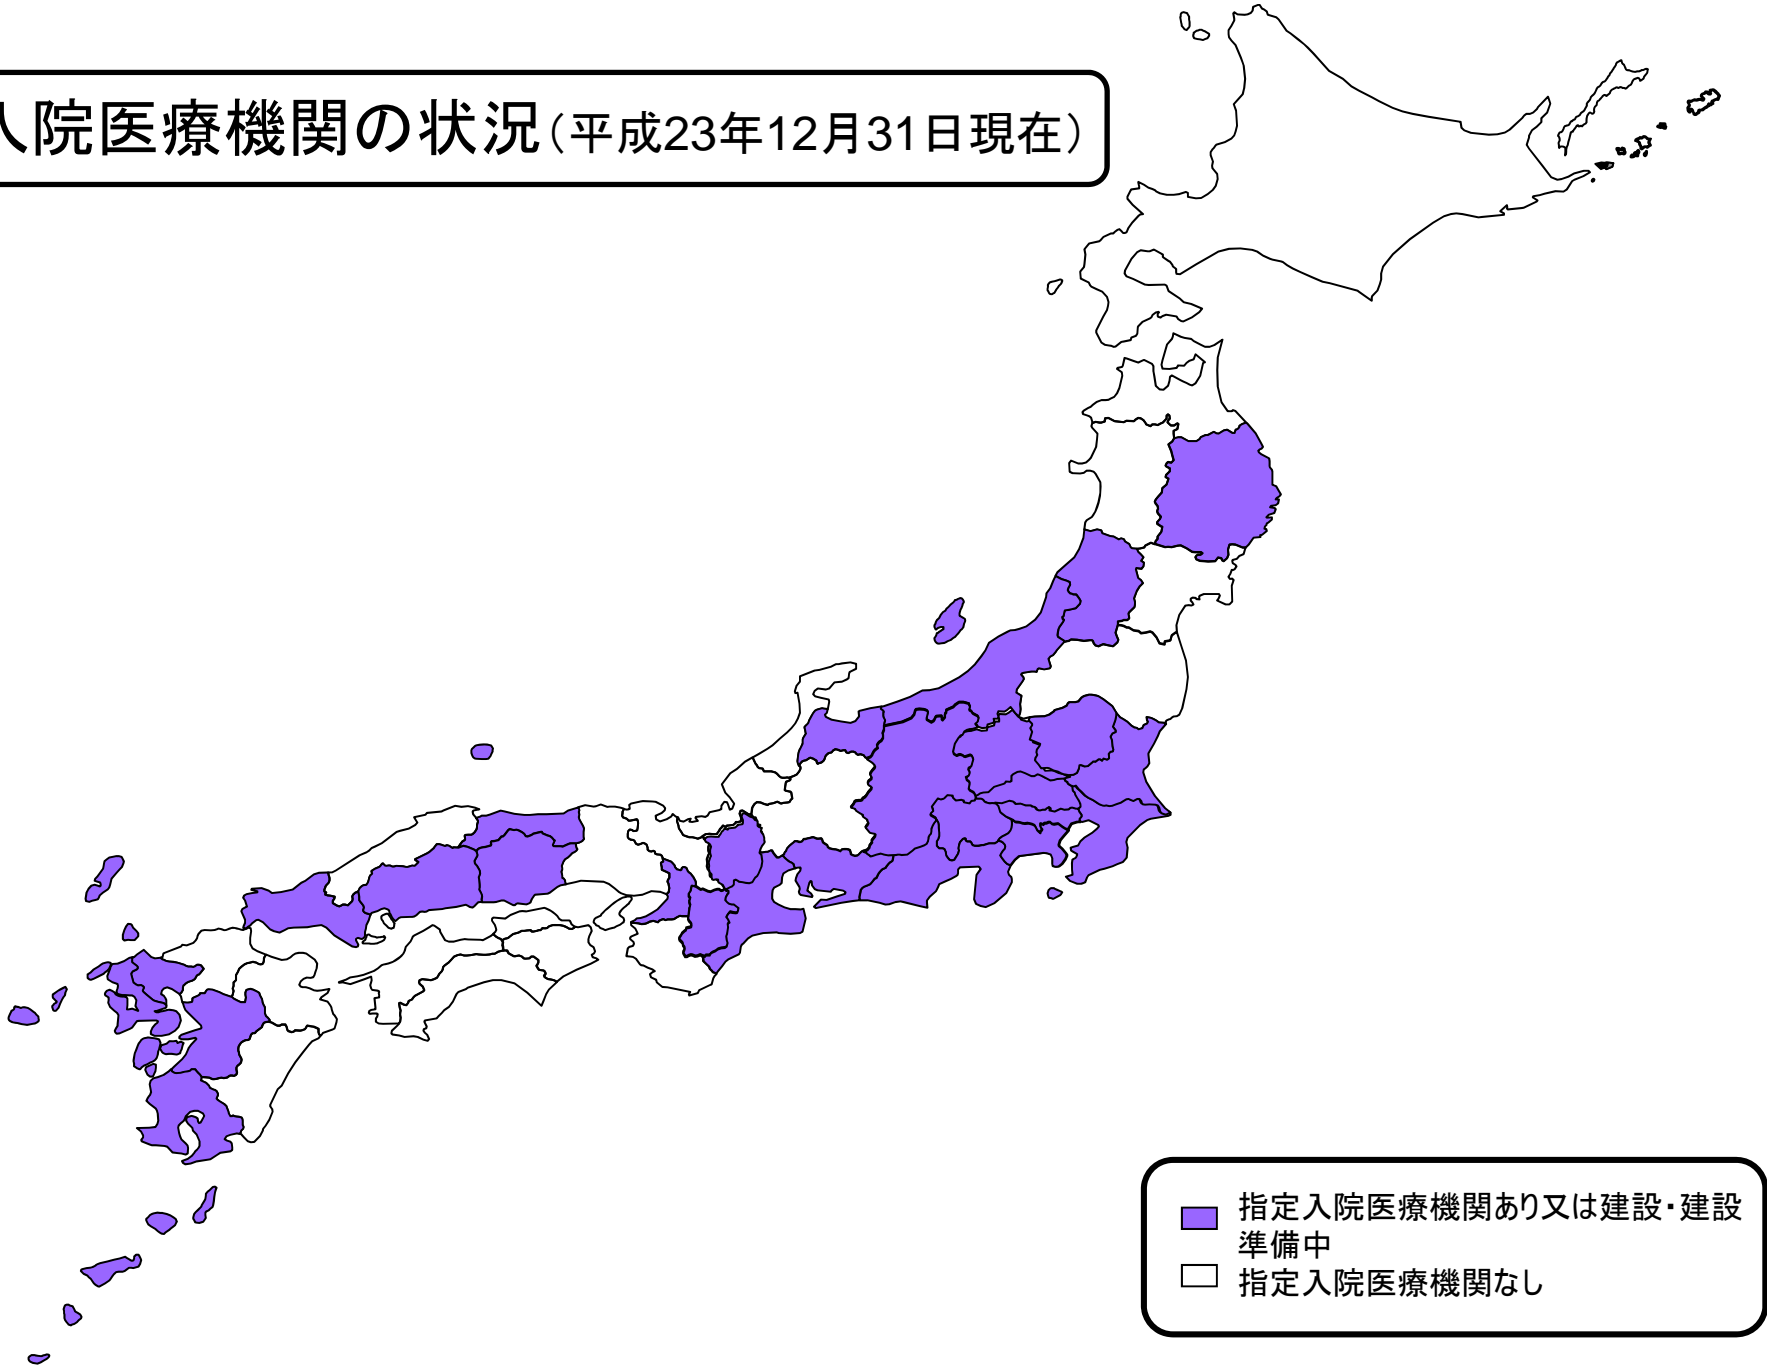 入院医療機関の状況（平成23年12月31日現在）
指定入院医療機関あり又は建設・建設
準備中
指定入院医療機関なし